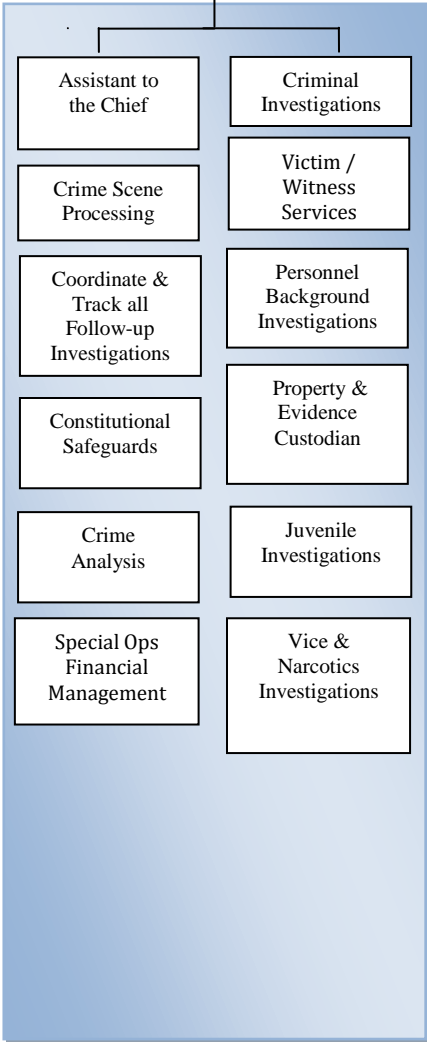 Assistant to
the Chief
Crime Scene
Processing
Coordinate &
Track all
Follow-up
Investigations
Constitutional
Safeguards
Crime
Analysis
Special Ops
Financial
Management
Criminal
Investigations
Victim /
Witness
Services
Personnel
Background
Investigations
Property &
Evidence
Custodian
Juvenile
Investigations
Vice &
Narcotics
Investigations